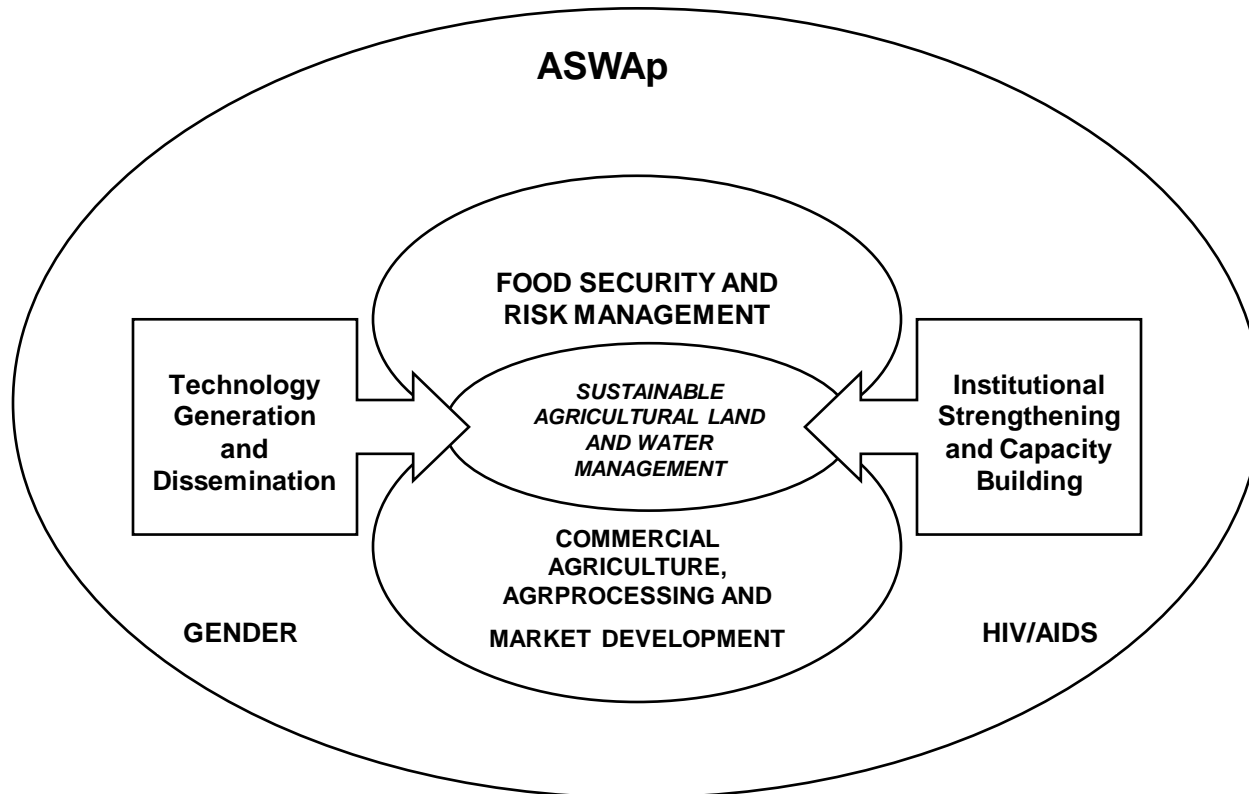 ASWAp
FOOD SECURITY AND
RISK MANAGEMENT
Technology
Generation
and
Dissemination
SUSTAINABLE
AGRICULTURAL LAND
AND WATER
MANAGEMENT
Institutional
Strengthening
and Capacity
Building
COMMERCIAL
AGRICULTURE,
AGRPROCESSING AND
MARKET DEVELOPMENT
GENDER
HIV/AIDS